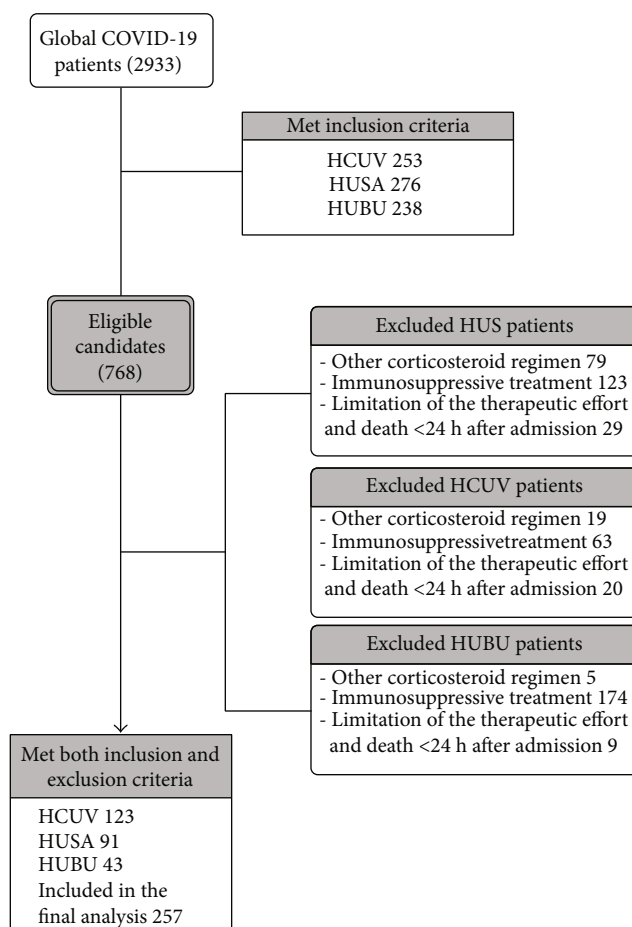 Global COVID-19
patients (2933)
Met inclusion criteria
HCUV 253
HUSA 276
HUBU 238
Eligible
candidates
(768)
Excluded HUS patients
- Other corticosteroid regimen 79
- Immunosuppressive treatment 123
- Limitation of the therapeutic effort
and death <24 h after admission 29
Excluded HCUV patients
- Other corticosteroid regimen 19
- Immunosuppressivetreatment 63
- Limitation of the therapeutic effort
and death <24 h after admission 20
Excluded HUBU patients
- Other corticosteroid regimen 5
- Immunosuppressive treatment 174
- Limitation of the therapeutic effort
and death <24 h after admission 9
Met both inclusion and
exclusion criteria
HCUV 123
HUSA 91
HUBU 43
Included in the
final analysis 257